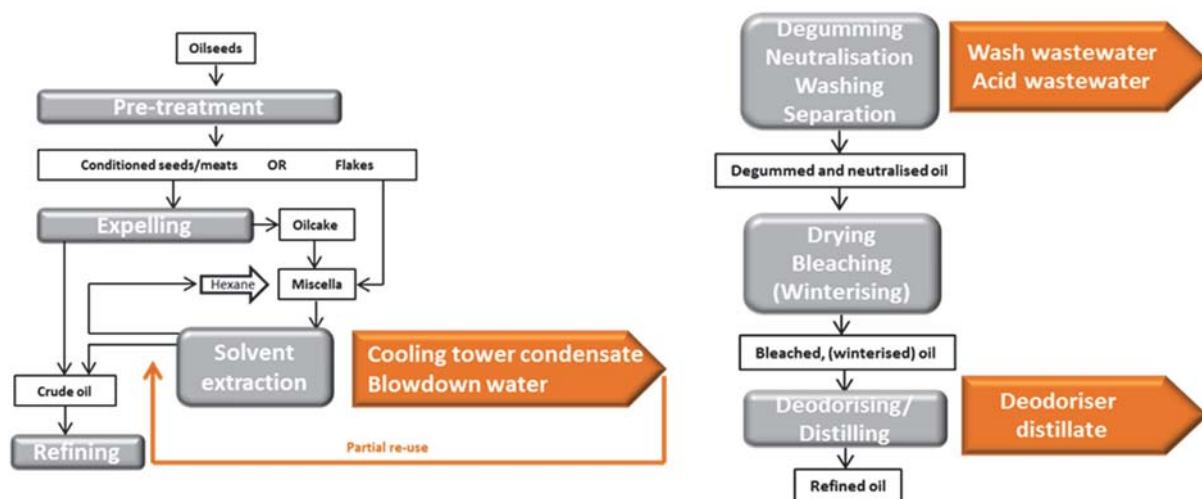 Oilseeds
Pre-treatment
Conditioned seeds/meats OR Flakes
Expelling
Oilcake
Hexane
Miscella
Solvent
extraction
Cooling tower condensate
Blowdown water
Crude oil
Partial re-use
Refining
Degumming
Neutralisation
Washing
Separation
Wash wastewater
Acid wastewater
Degummed and neutralised oil
Drying
Bleaching
(Winterising)
Bleached, (winterised) oil
Deodorising/
Distilling
Deodoriser
distillate
Refined oil